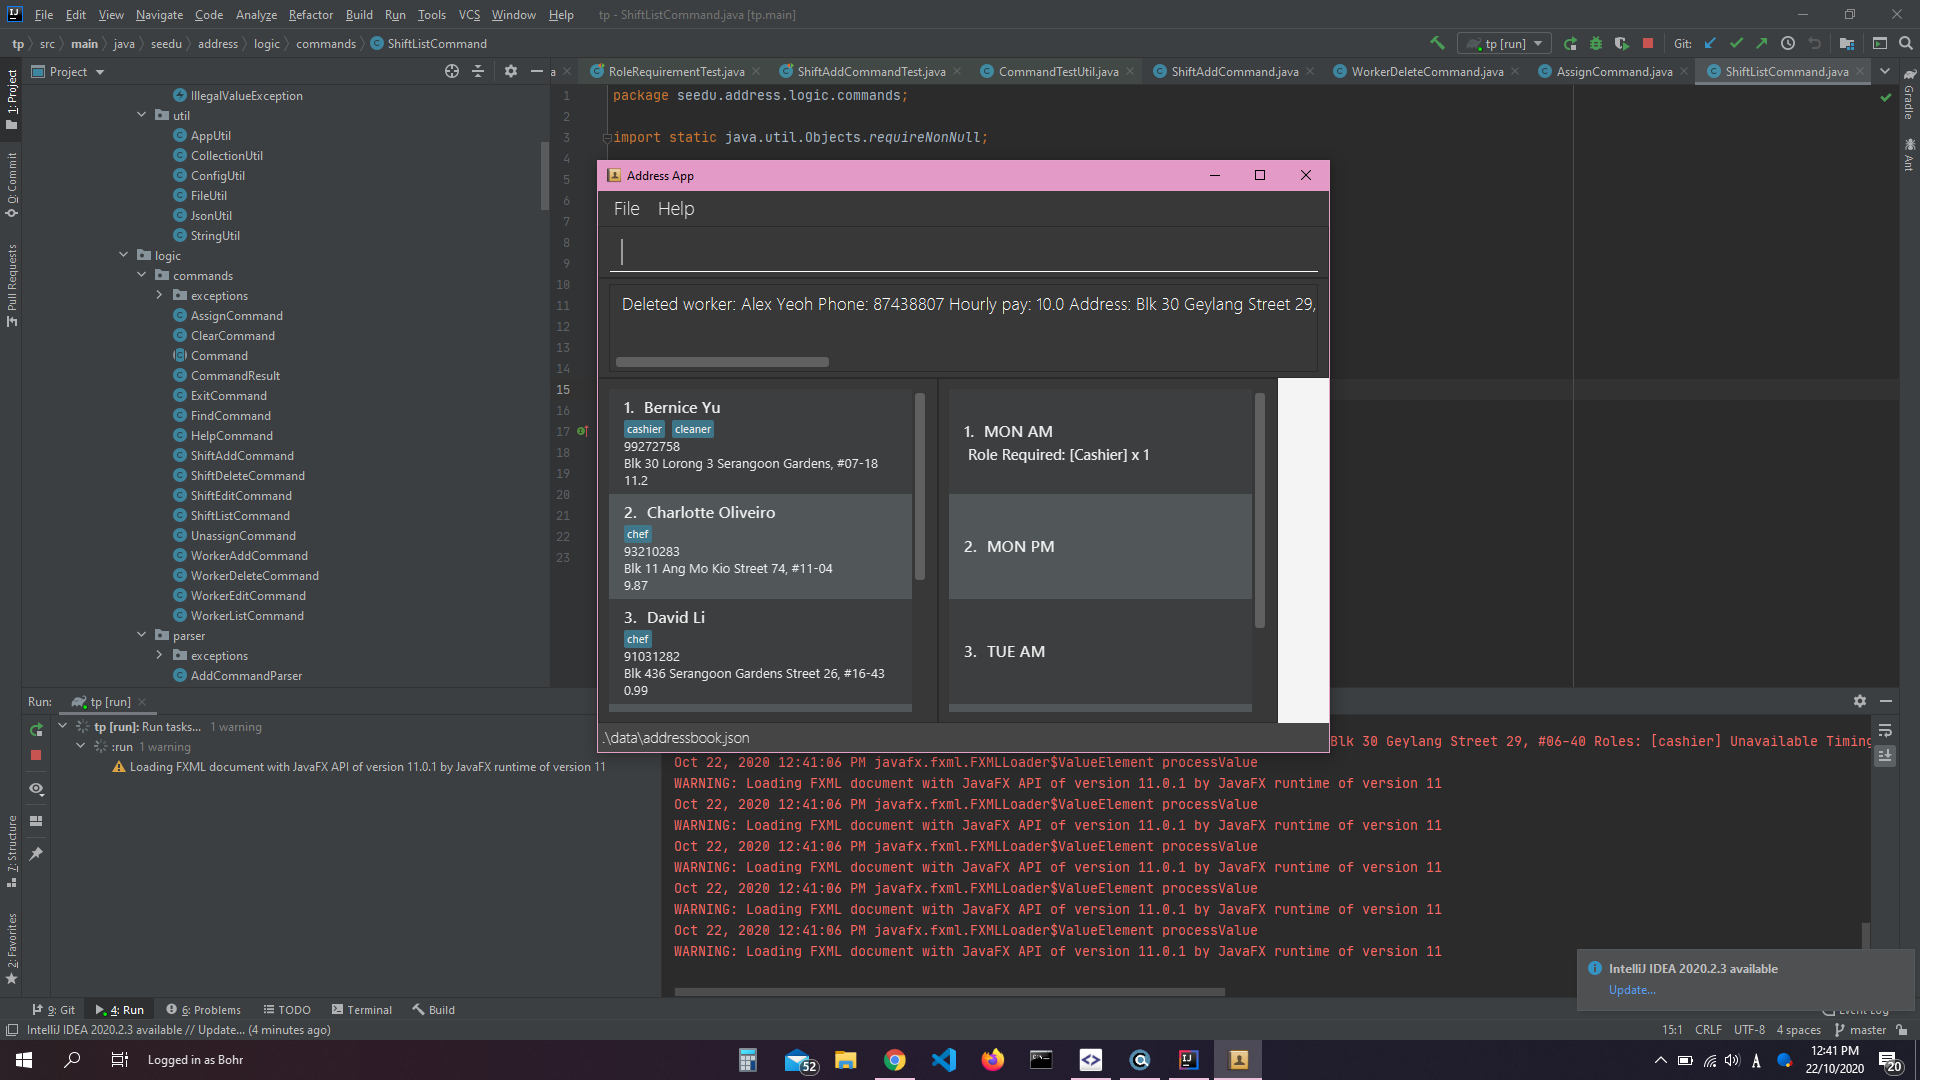 File Edit View Navigate Code Analyze Refactor Build Run Tools VCS Window Help tp - ShiftListCommand.java [tp.main]
tp src main java seedu address logic commands ShiftListCommand
tp [run]
Git:
Project
a
RoleRequirementTest.java
ShiftAddCommandTest.java
CommandTestUtil.java
ShiftAddCommand.java
WorkerDeleteCommand.java
AssignCommand.java
ShiftListCommand.java
1: Project
0: Commit
Pull Requests
7: Structure
2: Favorites
Gradle
Ant
IllegalValueException
util
AppUtil
CollectionUtil
ConfigUtil
FileUtil
JsonUtil
StringUtil
logic
commands
exceptions
AssignCommand
ClearCommand
Command
CommandResult
ExitCommand
FindCommand
HelpCommand
ShiftAddCommand
ShiftDeleteCommand
ShiftEditCommand
ShiftListCommand
UnassignCommand
WorkerAddCommand
WorkerDeleteCommand
WorkerEditCommand
WorkerListCommand
parser
exceptions
AddCommandParser
1 package seedu.address.logic.commands;
2
3 import static java.util.Objects.requireNonNull;
4
5
6
7
8
9
10
11
12
13
14
15
16
17
18
19
20
21
22
23
Address App
File Help
Deleted worker: Alex Yeoh Phone: 87438807 Hourly pay: 10.0 Address: Blk 30 Geylang Street 29,
1. Bernice Yu
cashier cleaner
99272758
Blk 30 Lorong 3 Serangoon Gardens, #07-18
11.2
2. Charlotte Oliveiro
chef
93210283
Blk 11 Ang Mo Kio Street 74, #11-04
9.87
3. David Li
chef
91031282
Blk 436 Serangoon Gardens Street 26, #16-43
0.99
1. MON AM
Role Required: [Cashier] x 1
2. MON PM
3. TUE AM
.\data\addressbook.json
Run: tp [run]
tp [run]: Run tasks... 1 warning
:run 1 warning
Loading FXML document with JavaFX API of version 11.0.1 by JavaFX runtime of version 11
Blk 30 Geylang Street 29, #06-40 Roles: [cashier] Unavailable Timing
Oct 22, 2020 12:41:06 PM javafx.fxml.FXMLLoader$ValueElement processValue
WARNING: Loading FXML document with JavaFX API of version 11.0.1 by JavaFX runtime of version 11
Oct 22, 2020 12:41:06 PM javafx.fxml.FXMLLoader$ValueElement processValue
WARNING: Loading FXML document with JavaFX API of version 11.0.1 by JavaFX runtime of version 11
Oct 22, 2020 12:41:06 PM javafx.fxml.FXMLLoader$ValueElement processValue
WARNING: Loading FXML document with JavaFX API of version 11.0.1 by JavaFX runtime of version 11
Oct 22, 2020 12:41:06 PM javafx.fxml.FXMLLoader$ValueElement processValue
WARNING: Loading FXML document with JavaFX API of version 11.0.1 by JavaFX runtime of version 11
Oct 22, 2020 12:41:06 PM javafx.fxml.FXMLLoader$ValueElement processValue
WARNING: Loading FXML document with JavaFX API of version 11.0.1 by JavaFX runtime of version 11
IntelliJ IDEA 2020.2.3 available
Update...
9: Git 4: Run 6: Problems TODO Terminal Build Event Log
IntelliJ IDEA 2020.2.3 available // Update... (4 minutes ago)
15:1 CRLF UTF-8 4 spaces master
Logged in as Bohr
52
12:41 PM
22/10/2020
20